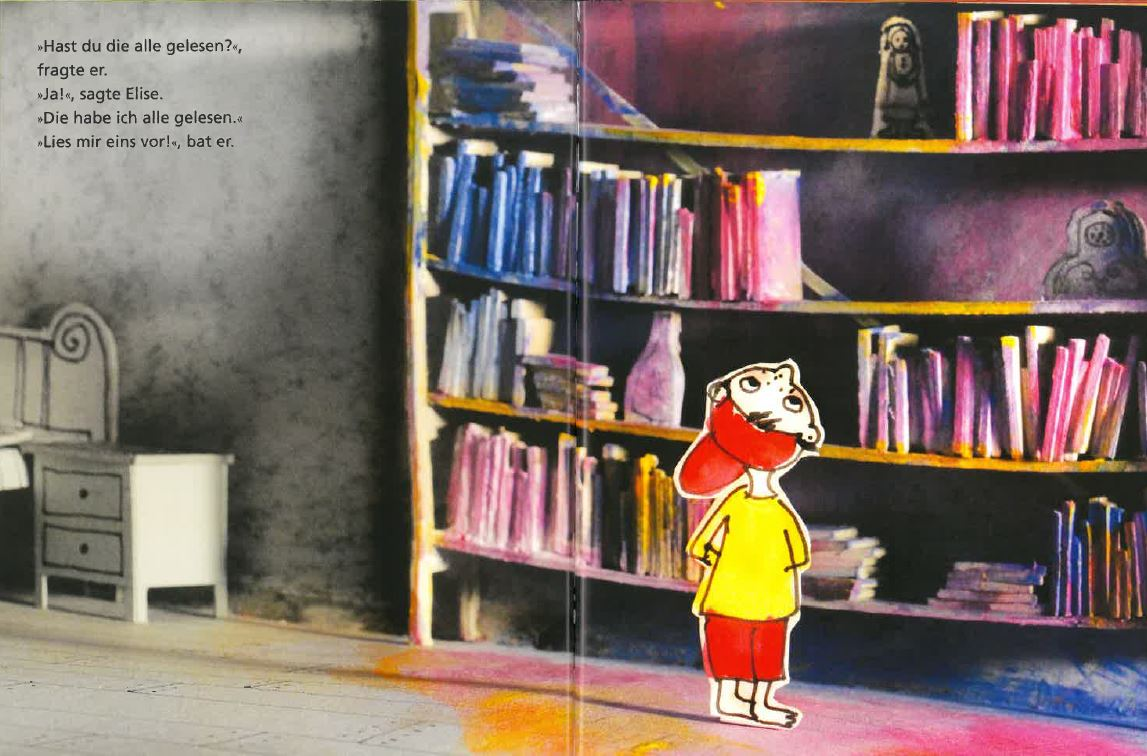 »Hast du die alle gelesen?«,
fragte er.
»Ja!«, sagte Elise.
»Die habe ich alle gelesen.«
»Lies mir eins vor!«, bat er.